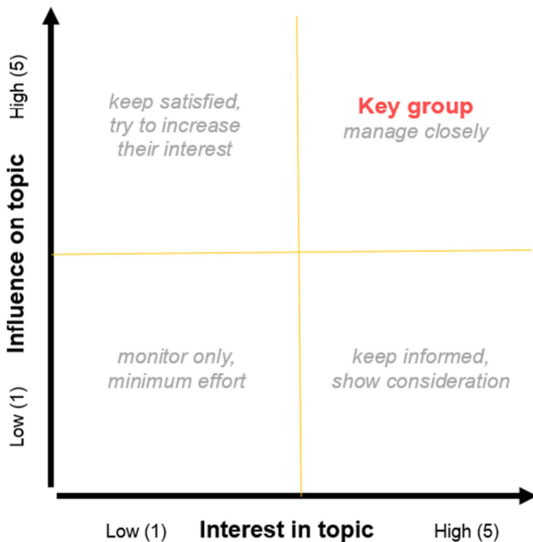 High (5)
Influence on topic
Low (1)
keep satisfied,
try to increase
their interest
Key group
manage closely
monitor only,
minimum effort
keep informed,
show consideration
Low (1)
Interest in topic
High (5)